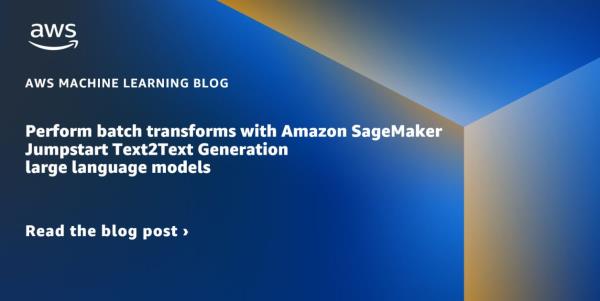 aws
AWS MACHINE LEARNING BLOG
Perform batch transforms with Amazon SageMaker
Jumpstart Text2Text Generation
large language models
Read the blog post ›